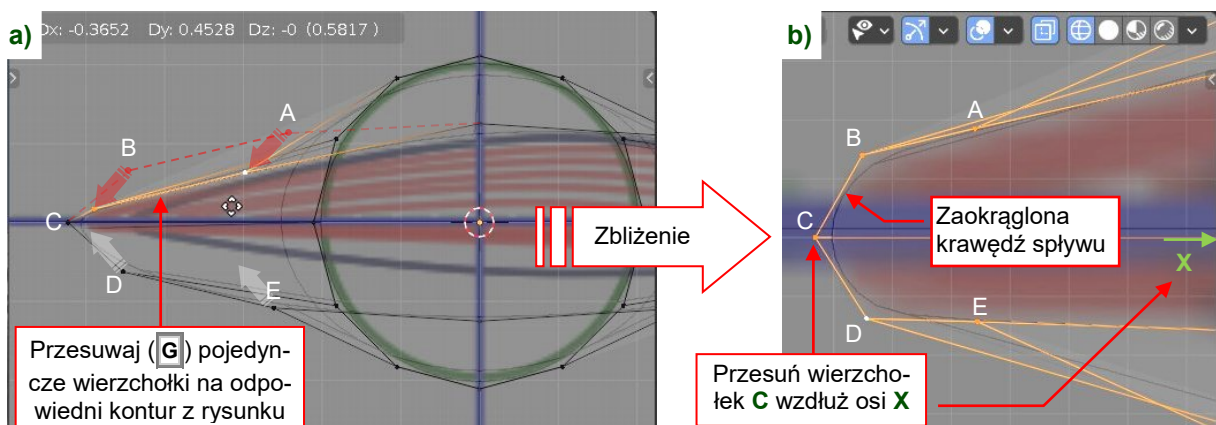 a)
Dx: -0.3652 Dy: 0.4528 Dz: -0 (0.5817)
A
B
C
D
E
Przesuwaj (G) pojedyn-
cze wierzchołki na odpo-
wiedni kontur z rysunku
Zbliżenie
b)
A
B
C
D
E
Zaokrąglona
krawędź spływu
X
Przesuń wierzcho-
łek C wzdłuż osi X